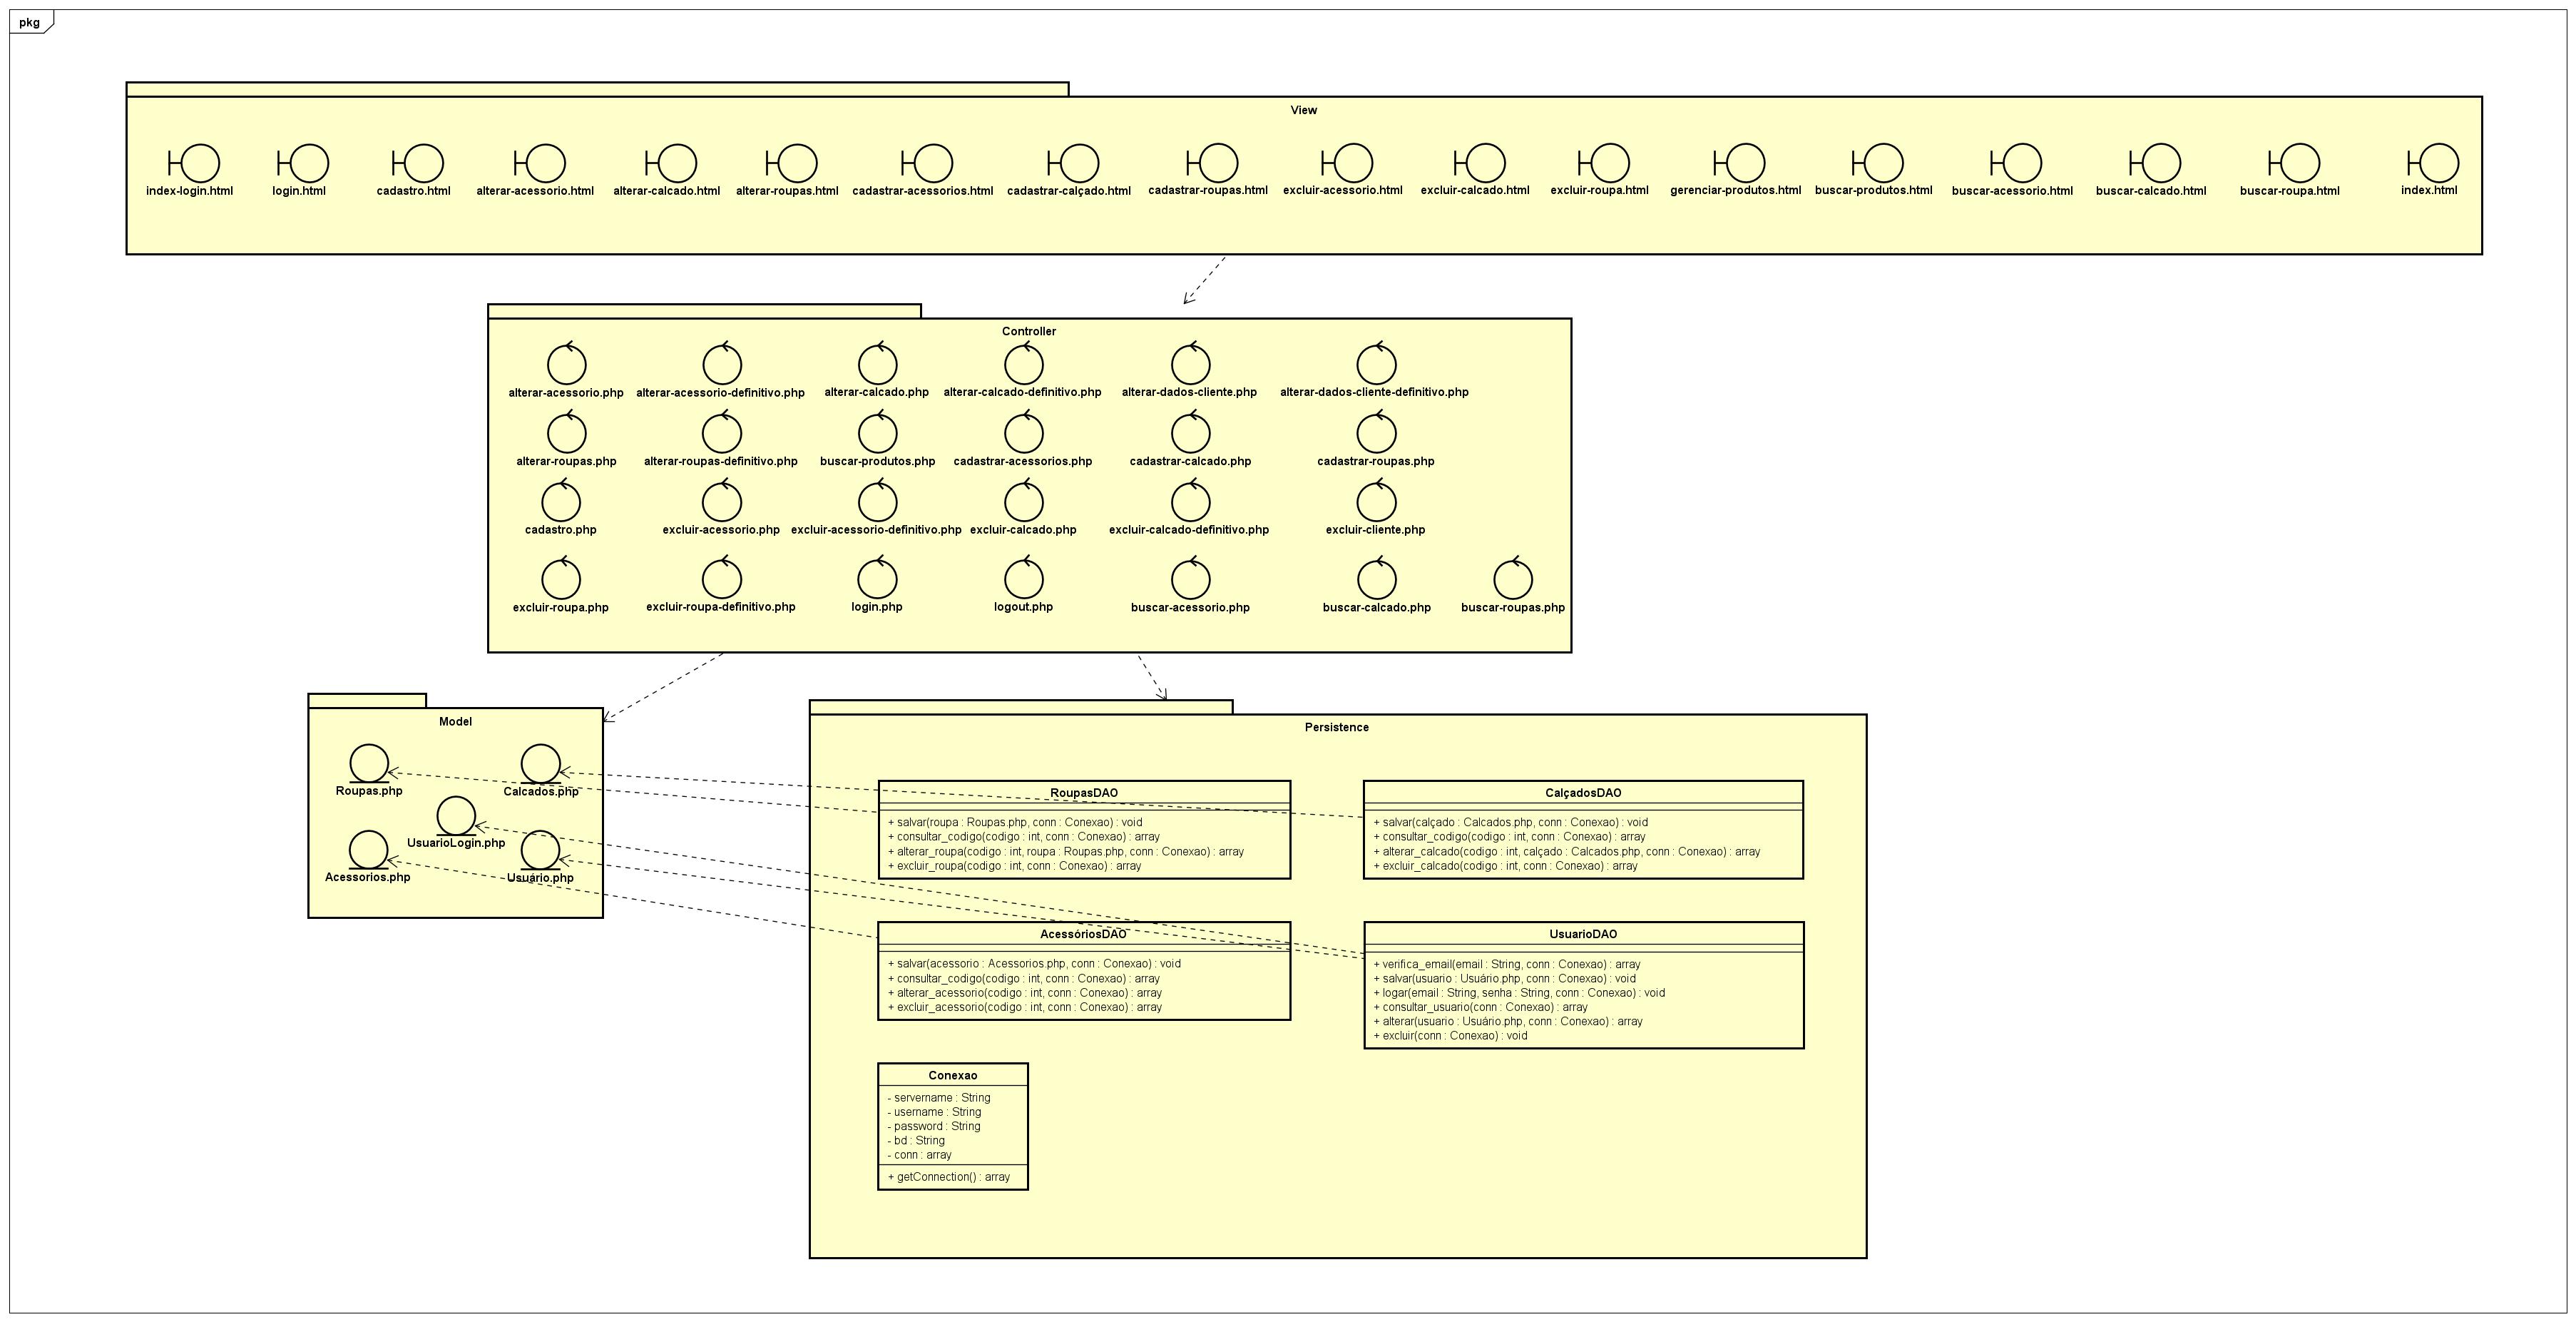 pkg
View
index-login.html
login.html
cadastro.html
alterar-acessorio.html
alterar-calcado.html
alterar-roupas.html
cadastrar-acessorios.html
cadastrar-calçado.html
cadastrar-roupas.html
excluir-acessorio.html
excluir-calcado.html
excluir-roupa.html
gerenciar-produtos.html
buscar-produtos.html
buscar-acessorio.html
buscar-calcado.html
buscar-roupa.html
index.html
Controller
alterar-acessorio.php
alterar-acessorio-definitivo.php
alterar-calcado.php
alterar-calcado-definitivo.php
alterar-dados-cliente.php
alterar-dados-cliente-definitivo.php
alterar-roupas.php
alterar-roupas-definitivo.php
buscar-produtos.php
cadastrar-acessorios.php
cadastrar-calcado.php
cadastrar-roupas.php
cadastro.php
excluir-acessorio.php
excluir-acessorio-definitivo.php
excluir-calcado.php
excluir-calcado-definitivo.php
excluir-cliente.php
excluir-roupa.php
excluir-roupa-definitivo.php
login.php
logout.php
buscar-acessorio.php
buscar-calcado.php
buscar-roupas.php
Model
Roupas.php
Calcados.php
UsuarioLogin.php
Acessorios.php
Usuário.php
Persistence
RoupasDAO
+ salvar(roupa : Roupas.php, conn : Conexao) : void
+ consultar_codigo(codigo : int, conn : Conexao) : array
+ alterar_roupa(codigo : int, roupa : Roupas.php, conn : Conexao) : array
+ excluir_roupa(codigo : int, conn : Conexao) : array
CalçadosDAO
+ salvar(calçado : Calcados.php, conn : Conexao) : void
+ consultar_codigo(codigo : int, conn : Conexao) : array
+ alterar_calcado(codigo : int, calçado : Calcados.php, conn : Conexao) : array
+ excluir_calcado(codigo : int, conn : Conexao) : array
AcessóriosDAO
+ salvar(acessorio : Acessorios.php, conn : Conexao) : void
+ consultar_codigo(codigo : int, conn : Conexao) : array
+ alterar_acessorio(codigo : int, conn : Conexao) : array
+ excluir_acessorio(codigo : int, conn : Conexao) : array
UsuarioDAO
+ verifica_email(email : String, conn : Conexao) : array
+ salvar(usuario : Usuário.php, conn : Conexao) : void
+ logar(email : String, senha : String, conn : Conexao) : void
+ consultar_usuario(conn : Conexao) : array
+ alterar(usuario : Usuário.php, conn : Conexao) : array
+ excluir(conn : Conexao) : void
Conexao
- servername : String
- username : String
- password : String
- bd : String
- conn : array
+ getConnection() : array